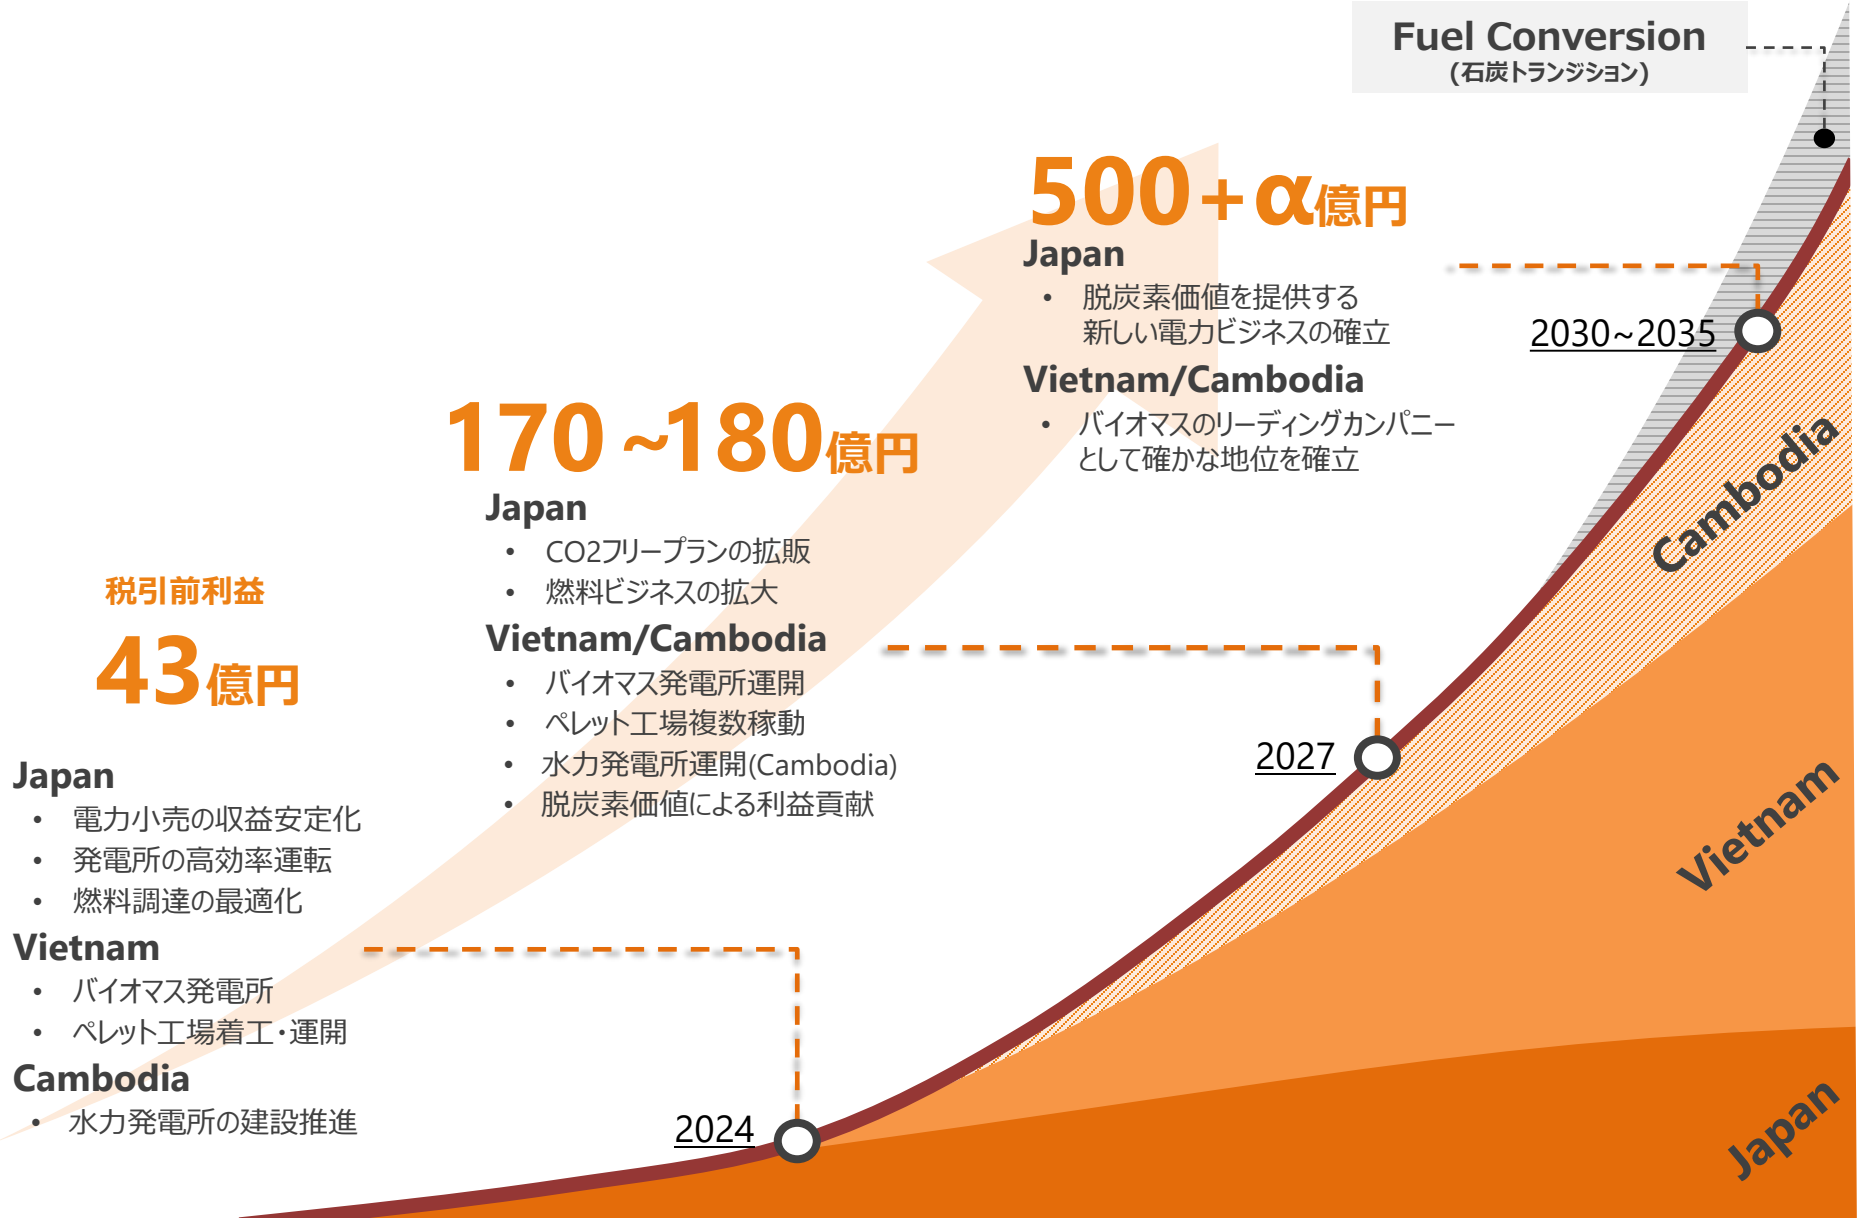 Fuel Conversion
(石炭トランジション)
500+α億円
Japan
• 脱炭素価値を提供する
新しい電力ビジネスの確立
Vietnam/Cambodia
• バイオマスのリーディングカンパニー
として確かな地位を確立
2030~2035
170~180億円
Japan
• CO2フリープランの拡販
• 燃料ビジネスの拡大
Vietnam/Cambodia
• バイオマス発電所運開
• ペレット工場複数稼動
• 水力発電所運開(Cambodia)
• 脱炭素価値による利益貢献
2027
税引前利益
43億円
Japan
• 電力小売の収益安定化
• 発電所の高効率運転
• 燃料調達の最適化
Vietnam
• バイオマス発電所
• ペレット工場着工・運開
Cambodia
• 水力発電所の建設推進
2024
Cambodia
Vietnam
Japan